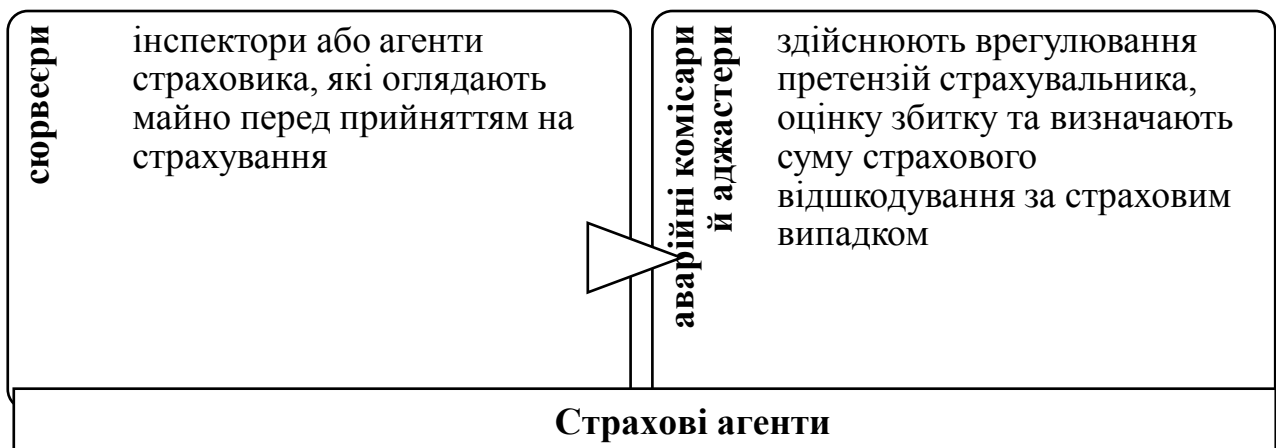 сюрвеєри
інспектори або агенти
страховика, які оглядають
майно перед прийняттям на
страхування
аварійні комісари
й аджастери
здійснюють врегулювання
претензій страхувальника,
оцінку збитку та визначають
суму страхового
відшкодування за страховим
випадком
Страхові агенти